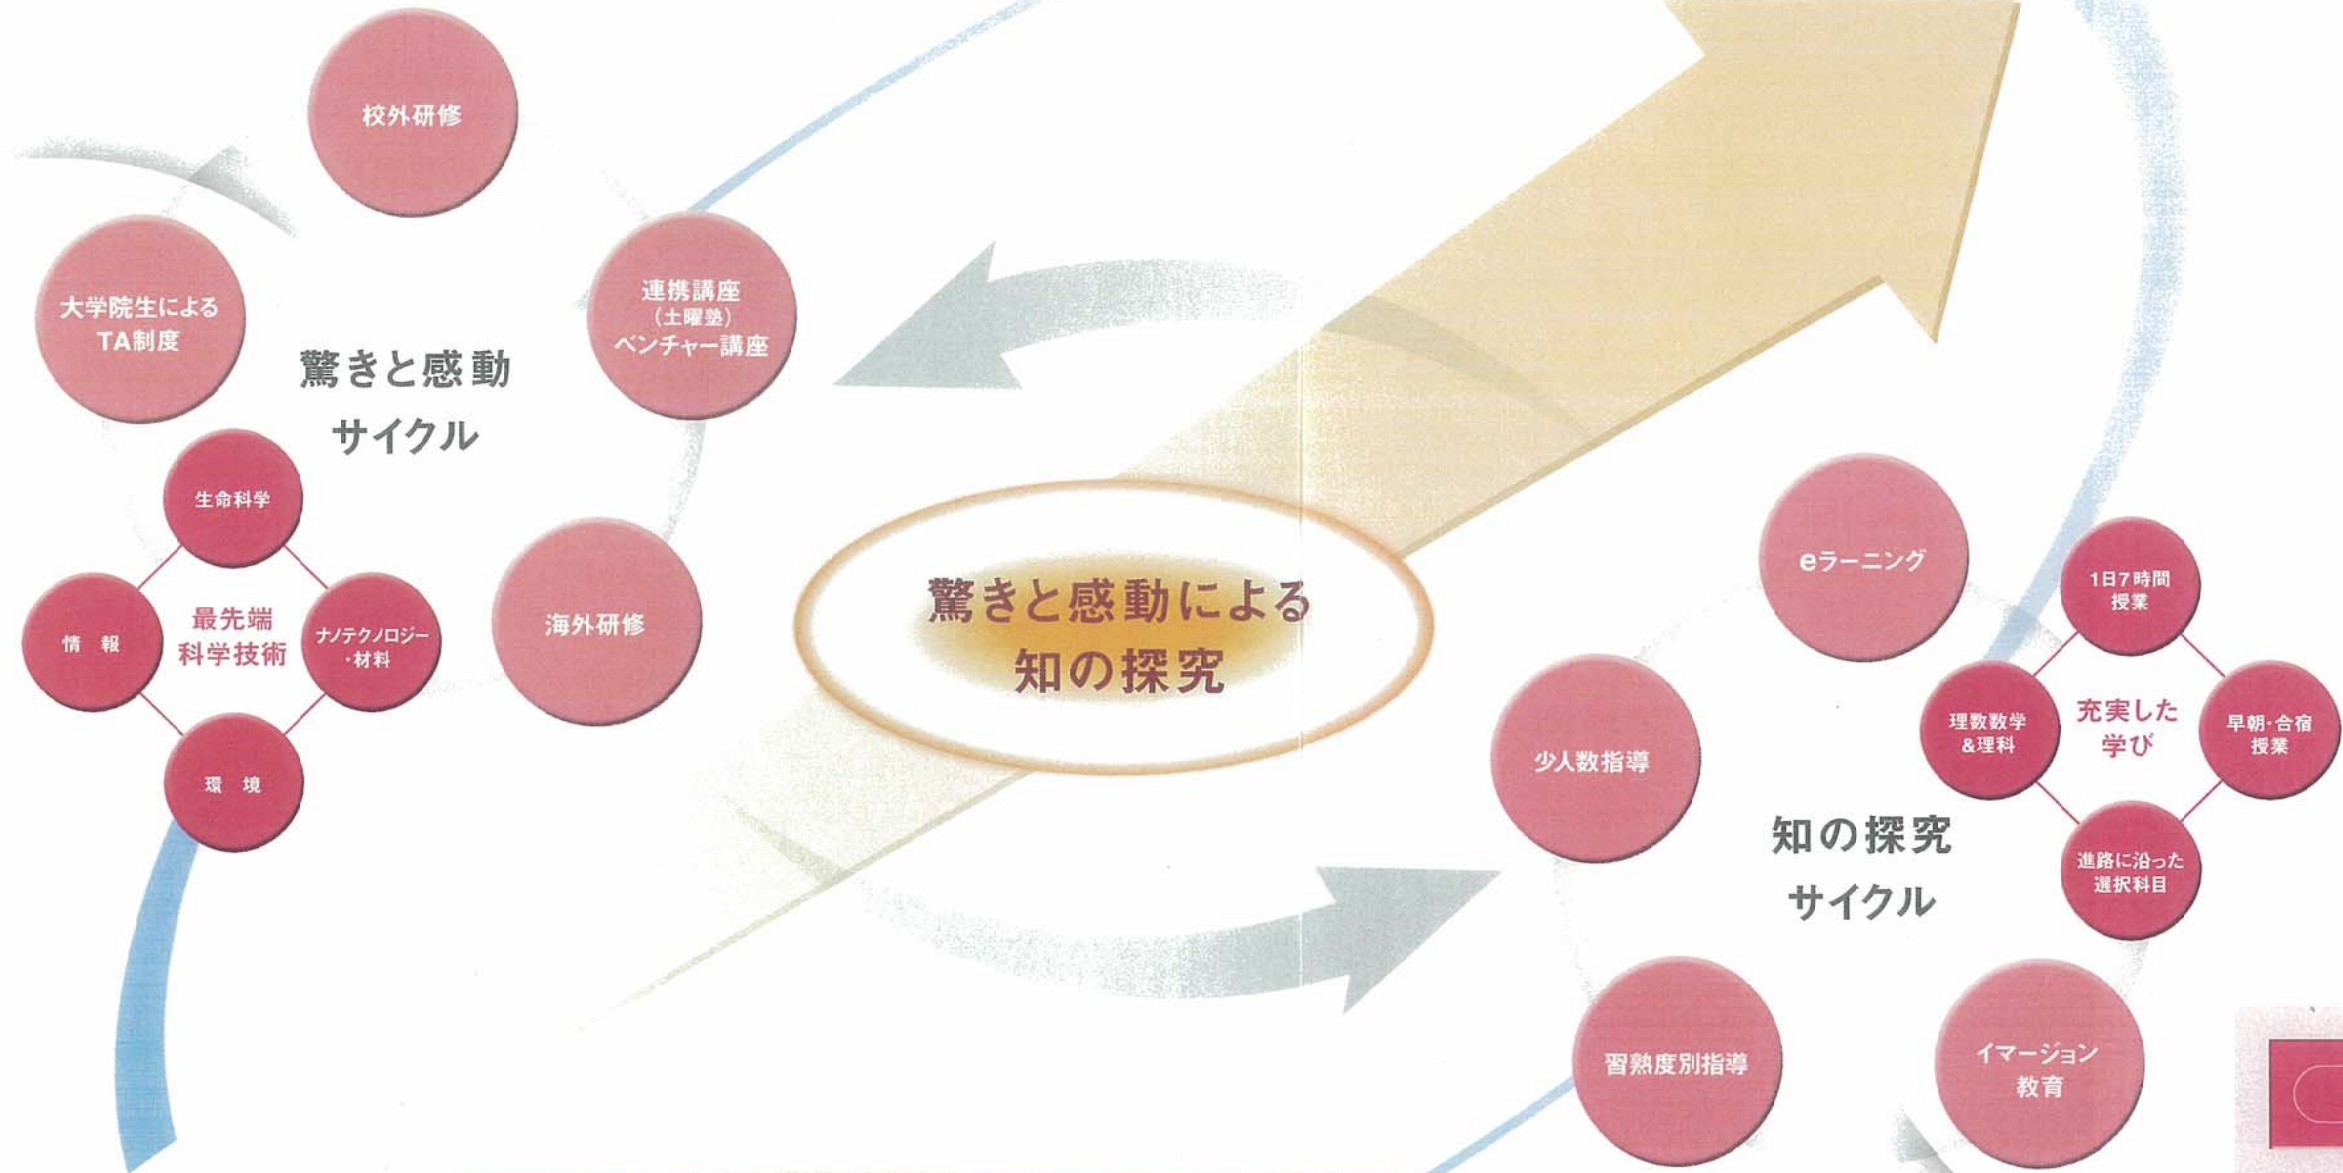 校外研修
大学院生による
TA制度
連携講座
（土曜塾）
ベンチャー講座
驚きと感動
サイクル
生命科学
情　報
最先端
科学技術
ナノテクノロジー
・材料
環　境
海外研修
驚きと感動による
知の探究
eラーニング
1日7時間
授業
理数数学
&理科
充実した
学び
早朝・合宿
授業
進路に沿った
選択科目
少人数指導
知の探究
サイクル
習熟度別指導
イマージョン
教育